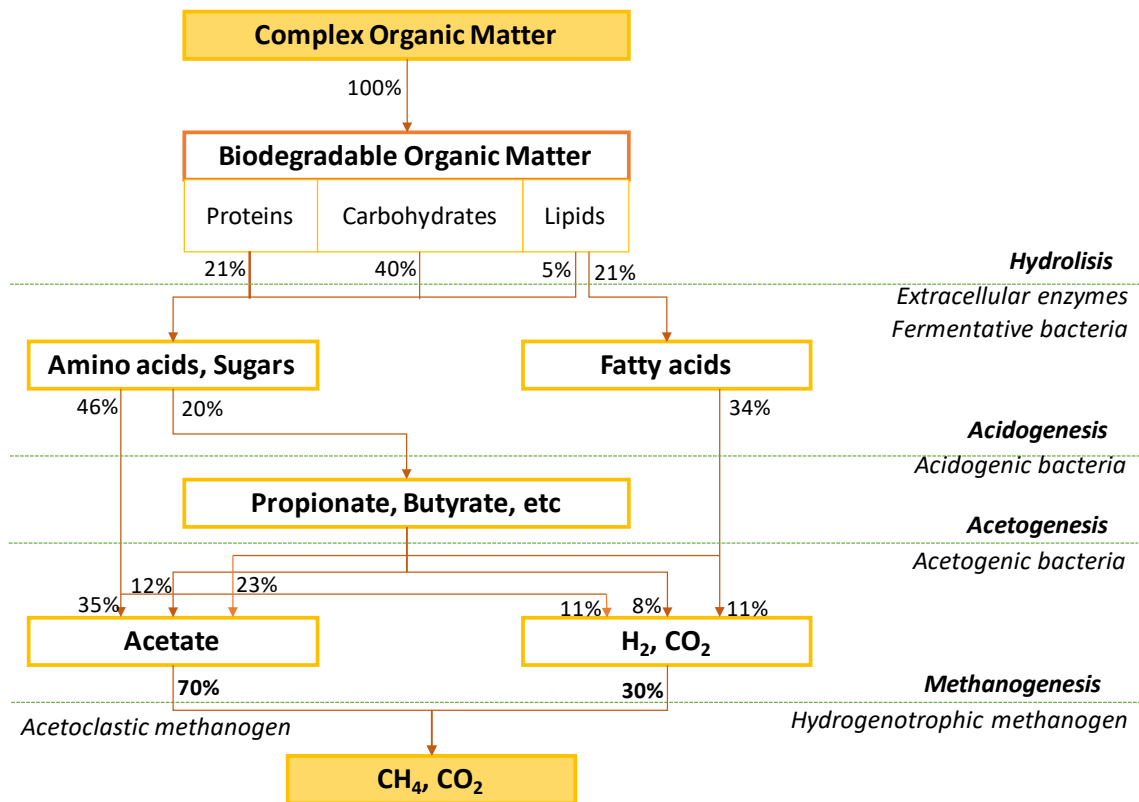 Complex Organic Matter
100%
Biodegradable Organic Matter
Proteins
Carbohydrates
Lipids
21%
40%
5%
21%
Hydrolisis
Extracellular enzymes
Fermentative bacteria
Amino acids, Sugars
Fatty acids
46%
20%
34%
Acidogenesis
Acidogenic bacteria
Propionate, Butyrate, etc
Acetogenesis
Acetogenic bacteria
12%
23%
35%
11%
8%
11%
Acetate
H₂, CO₂
70%
30%
Methanogenesis
Acetoclastic methanogen
Hydrogenotrophic methanogen
CH₄, CO₂